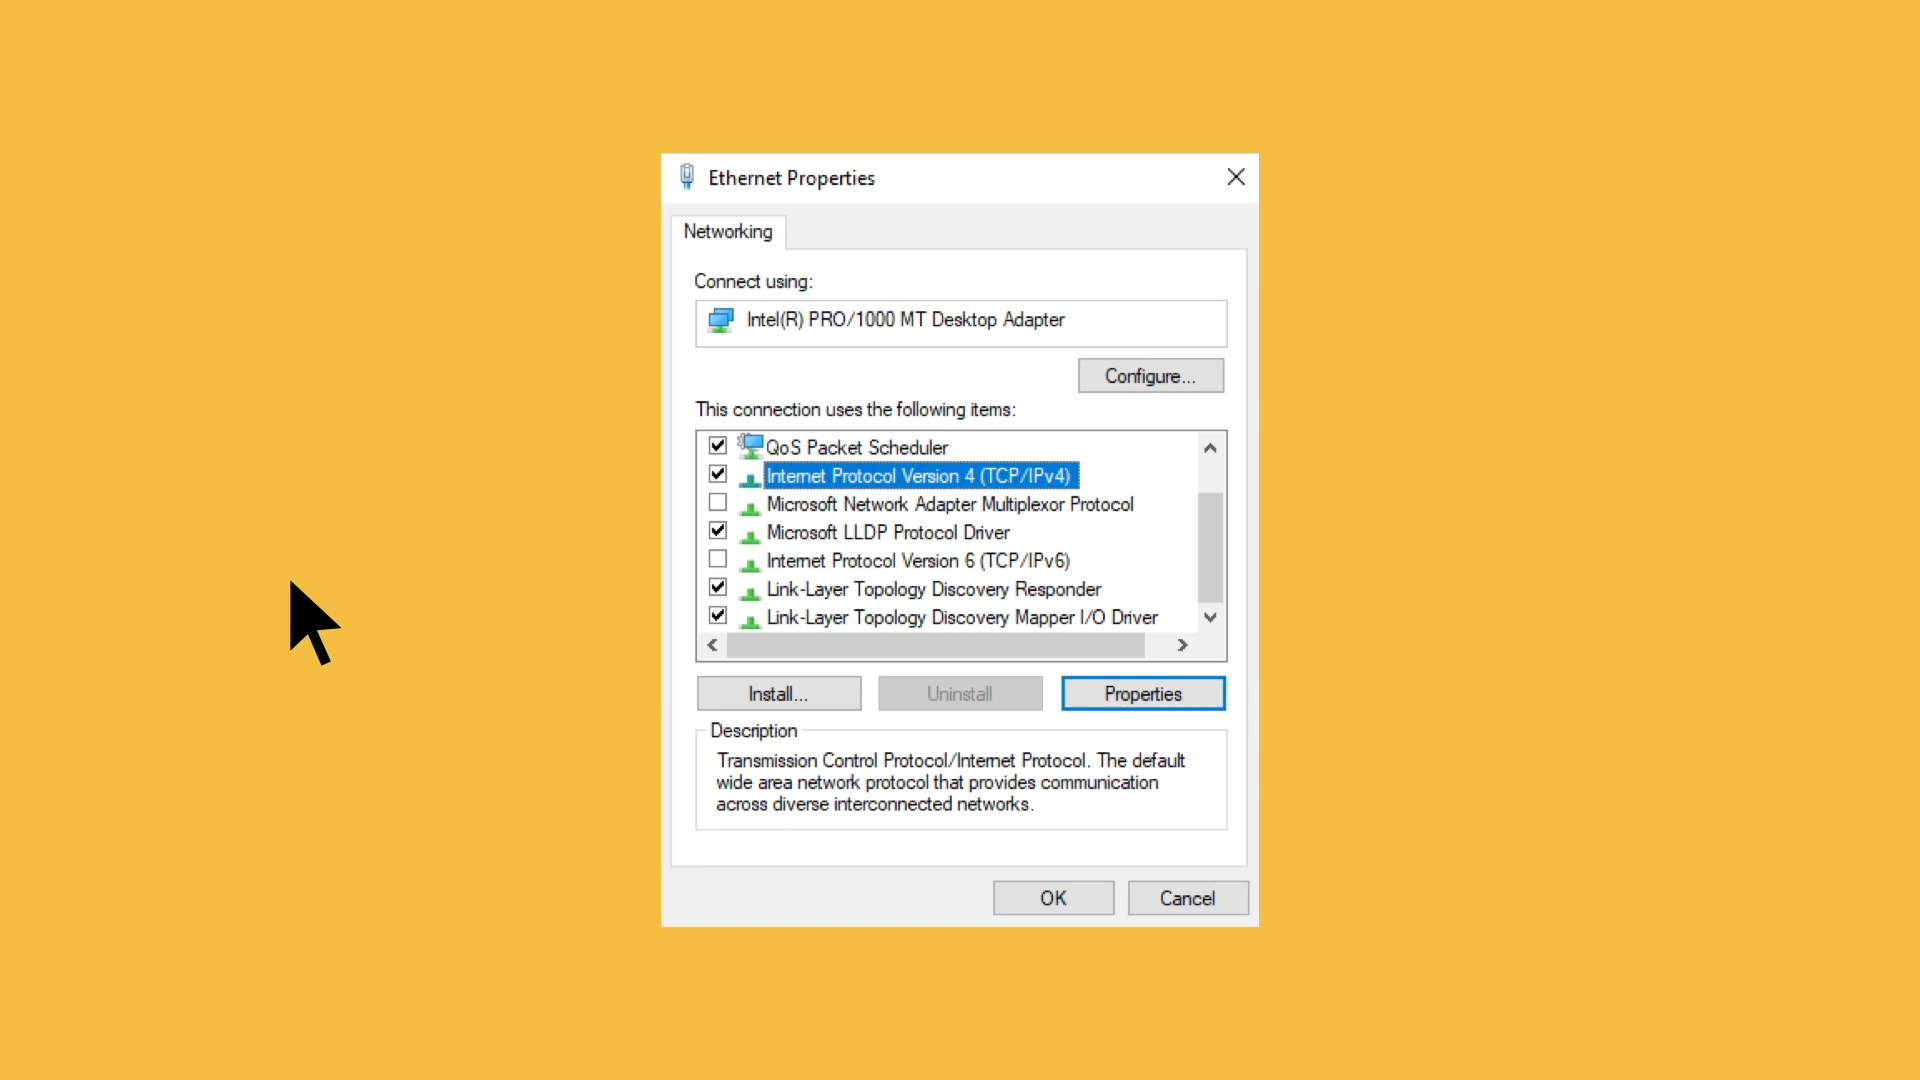 Ethernet Properties
Networking
Connect using:
Intel(R) PRO/1000 MT Desktop Adapter
Configure...
This connection uses the following items:
QoS Packet Scheduler
Internet Protocol Version 4 (TCP/IPv4)
Microsoft Network Adapter Multiplexor Protocol
Microsoft LLDP Protocol Driver
Internet Protocol Version 6 (TCP/IPv6)
Link-Layer Topology Discovery Responder
Link-Layer Topology Discovery Mapper I/O Driver
Install...
Uninstall
Properties
Description
Transmission Control Protocol/Internet Protocol. The default
wide area network protocol that provides communication
across diverse interconnected networks.
OK
Cancel